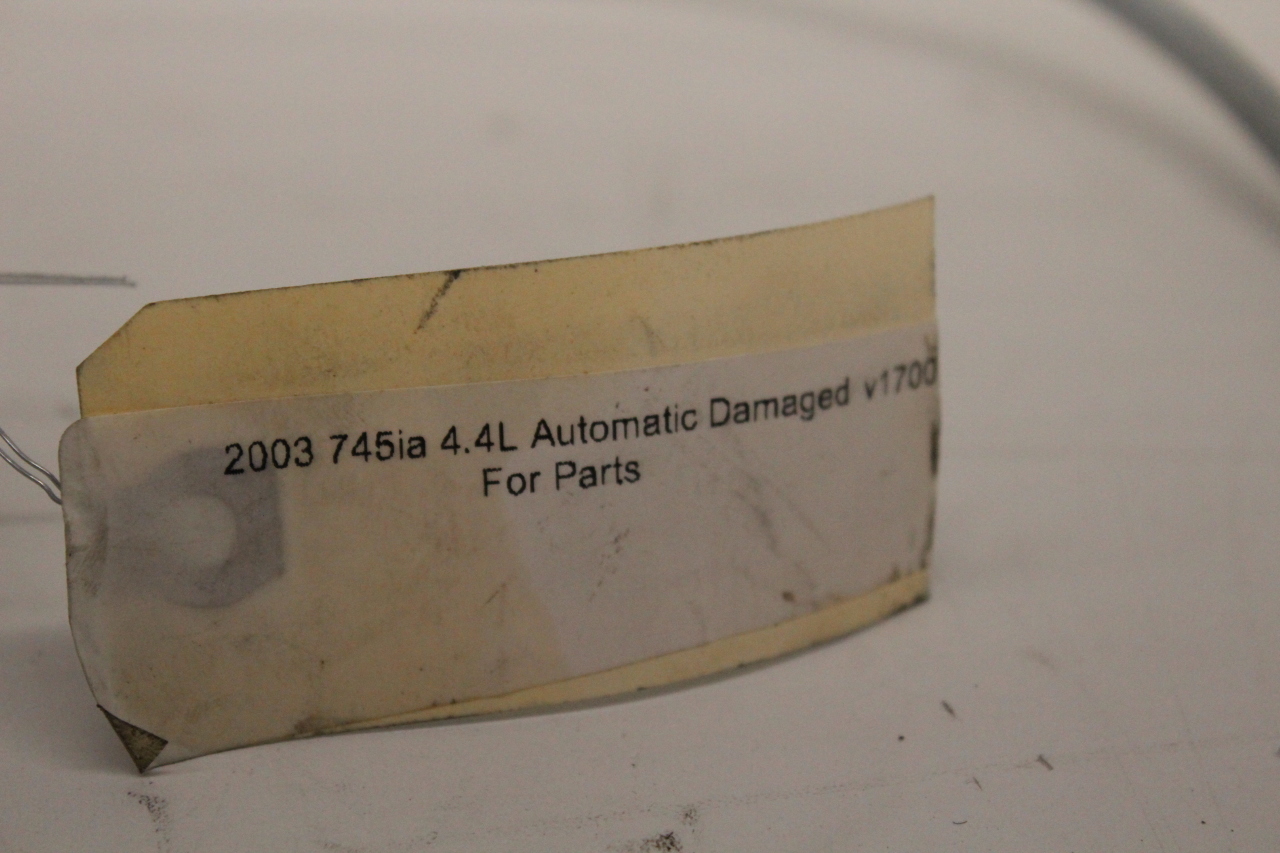 2003 745ia 4.4L Automatic Damaged v1700
For Parts